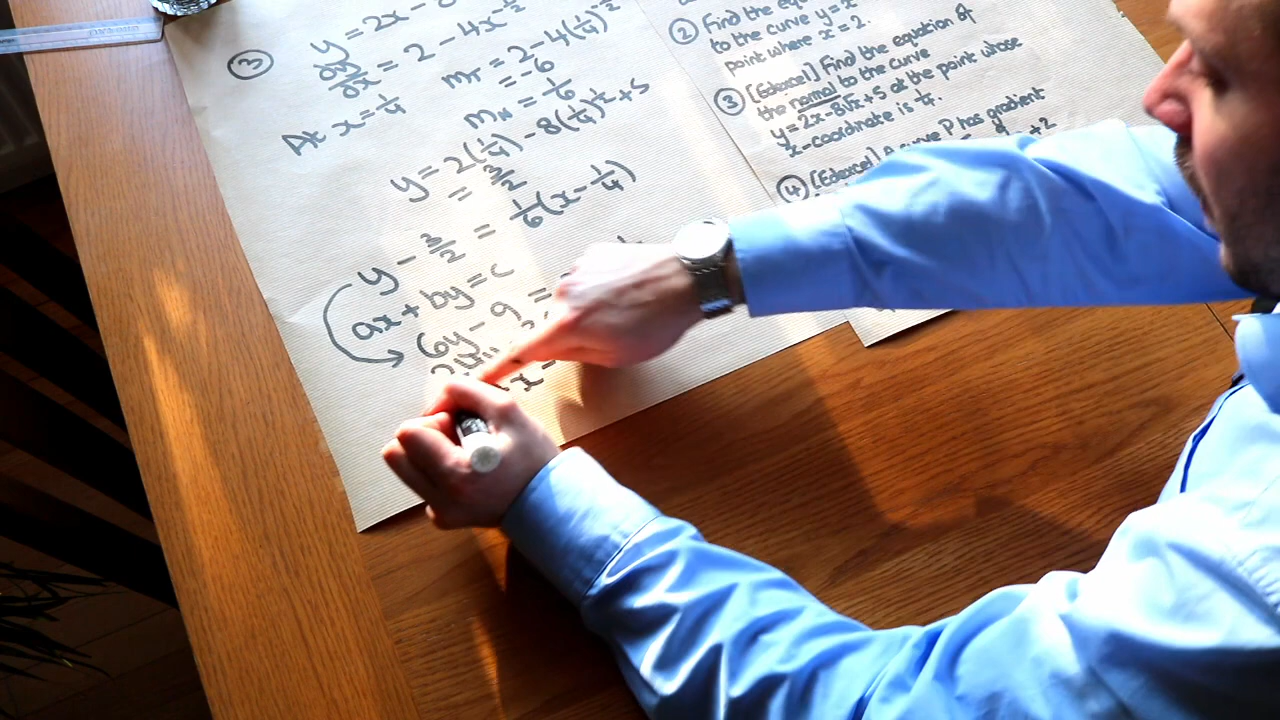 ③
y = 2x - 8
dy/dx = 2 - 4x^-1/2
At x = 1/4
m_T = 2 - 4(1/4)^-1/2
= -6
m_N = 1/6
y = 2(1/4) - 8(1/4)^1/2 + 5
= 3/2
y - 3/2 = 1/6(x - 1/4)
ax + by = c
6y - 9 =
x -
② Find the equ
to the curve y = x
point where x = 2.
③ [Edexcel] Find the equation of
the normal to the curve
y = 2x - 8√x + 5 at the point whose
x-coordinate is 1/4.
④ [Edexcel] A curve P has gradient
+ 2